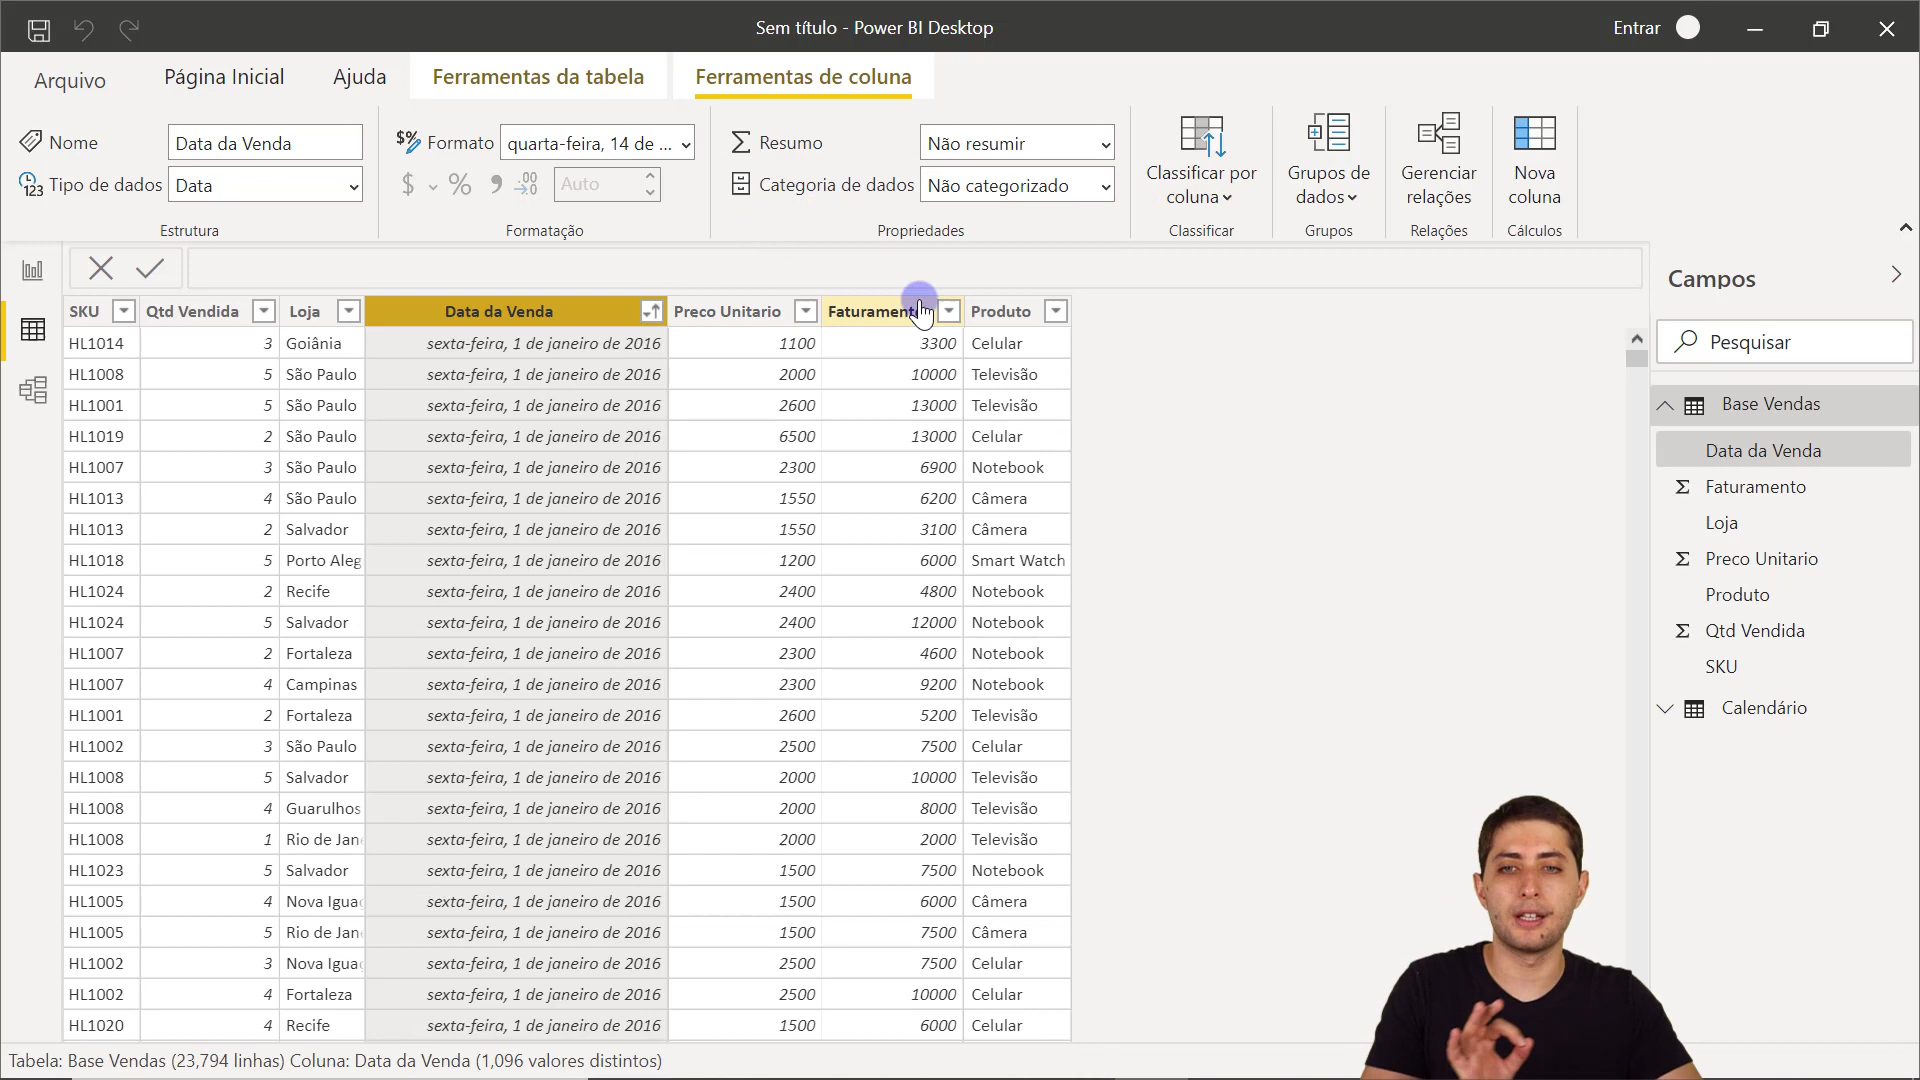 Sem título - Power BI Desktop
Entrar
Arquivo
Página Inicial
Ajuda
Ferramentas da tabela
Ferramentas de coluna
Nome
Data da Venda
Formato
quarta-feira, 14 de ...
Resumo
Não resumir
Tipo de dados
Data
$ % 9 .00
Auto
Categoria de dados
Não categorizado
Classificar por coluna
Grupos de dados
Gerenciar relações
Nova coluna
Estrutura
Formatação
Propriedades
Classificar
Grupos
Relações
Cálculos
SKU Qtd Vendida Loja Data da Venda Preco Unitario Faturament Produto
HL1014 3 Goiânia sexta-feira, 1 de janeiro de 2016 1100 3300 Celular
HL1008 5 São Paulo sexta-feira, 1 de janeiro de 2016 2000 10000 Televisão
HL1001 5 São Paulo sexta-feira, 1 de janeiro de 2016 2600 13000 Televisão
HL1019 2 São Paulo sexta-feira, 1 de janeiro de 2016 6500 13000 Celular
HL1007 3 São Paulo sexta-feira, 1 de janeiro de 2016 2300 6900 Notebook
HL1013 4 São Paulo sexta-feira, 1 de janeiro de 2016 1550 6200 Câmera
HL1013 2 Salvador sexta-feira, 1 de janeiro de 2016 1550 3100 Câmera
HL1018 5 Porto Aleg sexta-feira, 1 de janeiro de 2016 1200 6000 Smart Watch
HL1024 2 Recife sexta-feira, 1 de janeiro de 2016 2400 4800 Notebook
HL1024 5 Salvador sexta-feira, 1 de janeiro de 2016 2400 12000 Notebook
HL1007 2 Fortaleza sexta-feira, 1 de janeiro de 2016 2300 4600 Notebook
HL1007 4 Campinas sexta-feira, 1 de janeiro de 2016 2300 9200 Notebook
HL1001 2 Fortaleza sexta-feira, 1 de janeiro de 2016 2600 5200 Televisão
HL1002 3 São Paulo sexta-feira, 1 de janeiro de 2016 2500 7500 Celular
HL1008 5 Salvador sexta-feira, 1 de janeiro de 2016 2000 10000 Televisão
HL1008 4 Guarulhos sexta-feira, 1 de janeiro de 2016 2000 8000 Televisão
HL1008 1 Rio de Jan sexta-feira, 1 de janeiro de 2016 2000 2000 Televisão
HL1023 5 Salvador sexta-feira, 1 de janeiro de 2016 1500 7500 Notebook
HL1005 4 Nova Igua sexta-feira, 1 de janeiro de 2016 1500 6000 Câmera
HL1005 5 Rio de Jan sexta-feira, 1 de janeiro de 2016 1500 7500 Câmera
HL1002 3 Nova Igua sexta-feira, 1 de janeiro de 2016 2500 7500 Celular
HL1002 4 Fortaleza sexta-feira, 1 de janeiro de 2016 2500 10000 Celular
HL1020 4 Recife sexta-feira, 1 de janeiro de 2016 1500 6000 Celular
Campos
Pesquisar
Base Vendas
Data da Venda
Σ Faturamento
Loja
Σ Preco Unitario
Produto
Σ Qtd Vendida
SKU
Calendário
Tabela: Base Vendas (23,794 linhas) Coluna: Data da Venda (1,096 valores distintos)